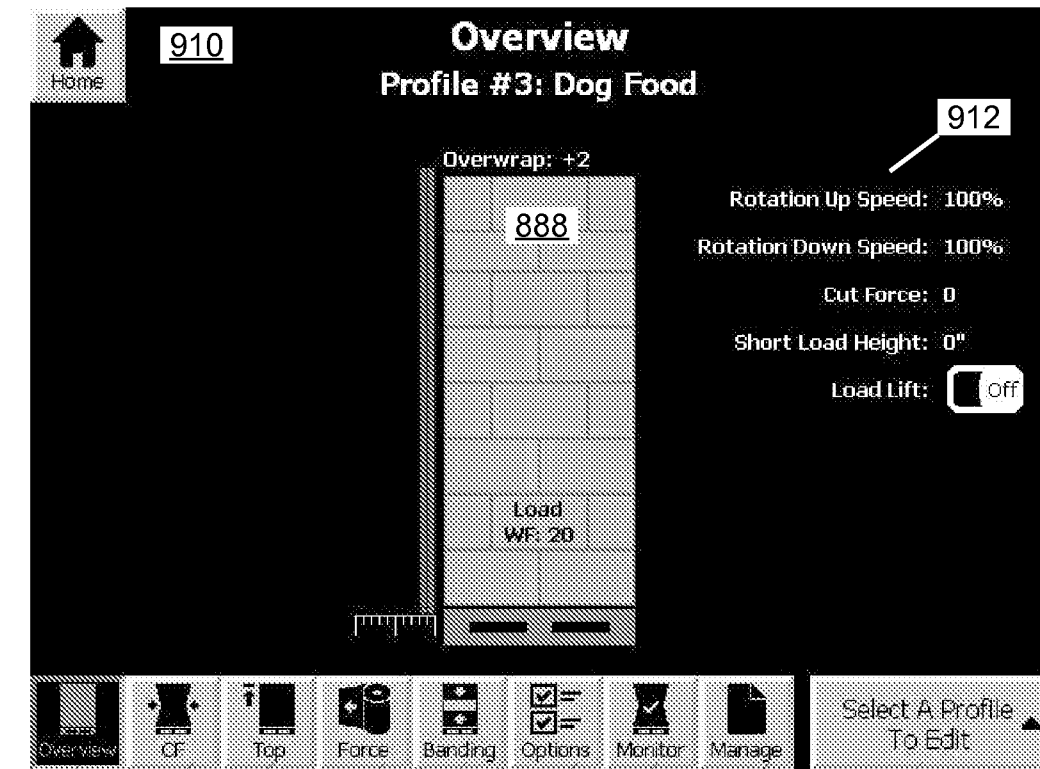 Home
910
Overview
Profile #3: Dog Food
912
Overwrap: +2
888
Rotation Up Speed: 100%
Rotation Down Speed: 100%
Cut Force: 0
Short Load Height: 0"
Load Lift: Off
Load
WF: 20
Overview
CF
Top
Force
Banding
Options
Monitor
Manage
Select A Profile
To Edit